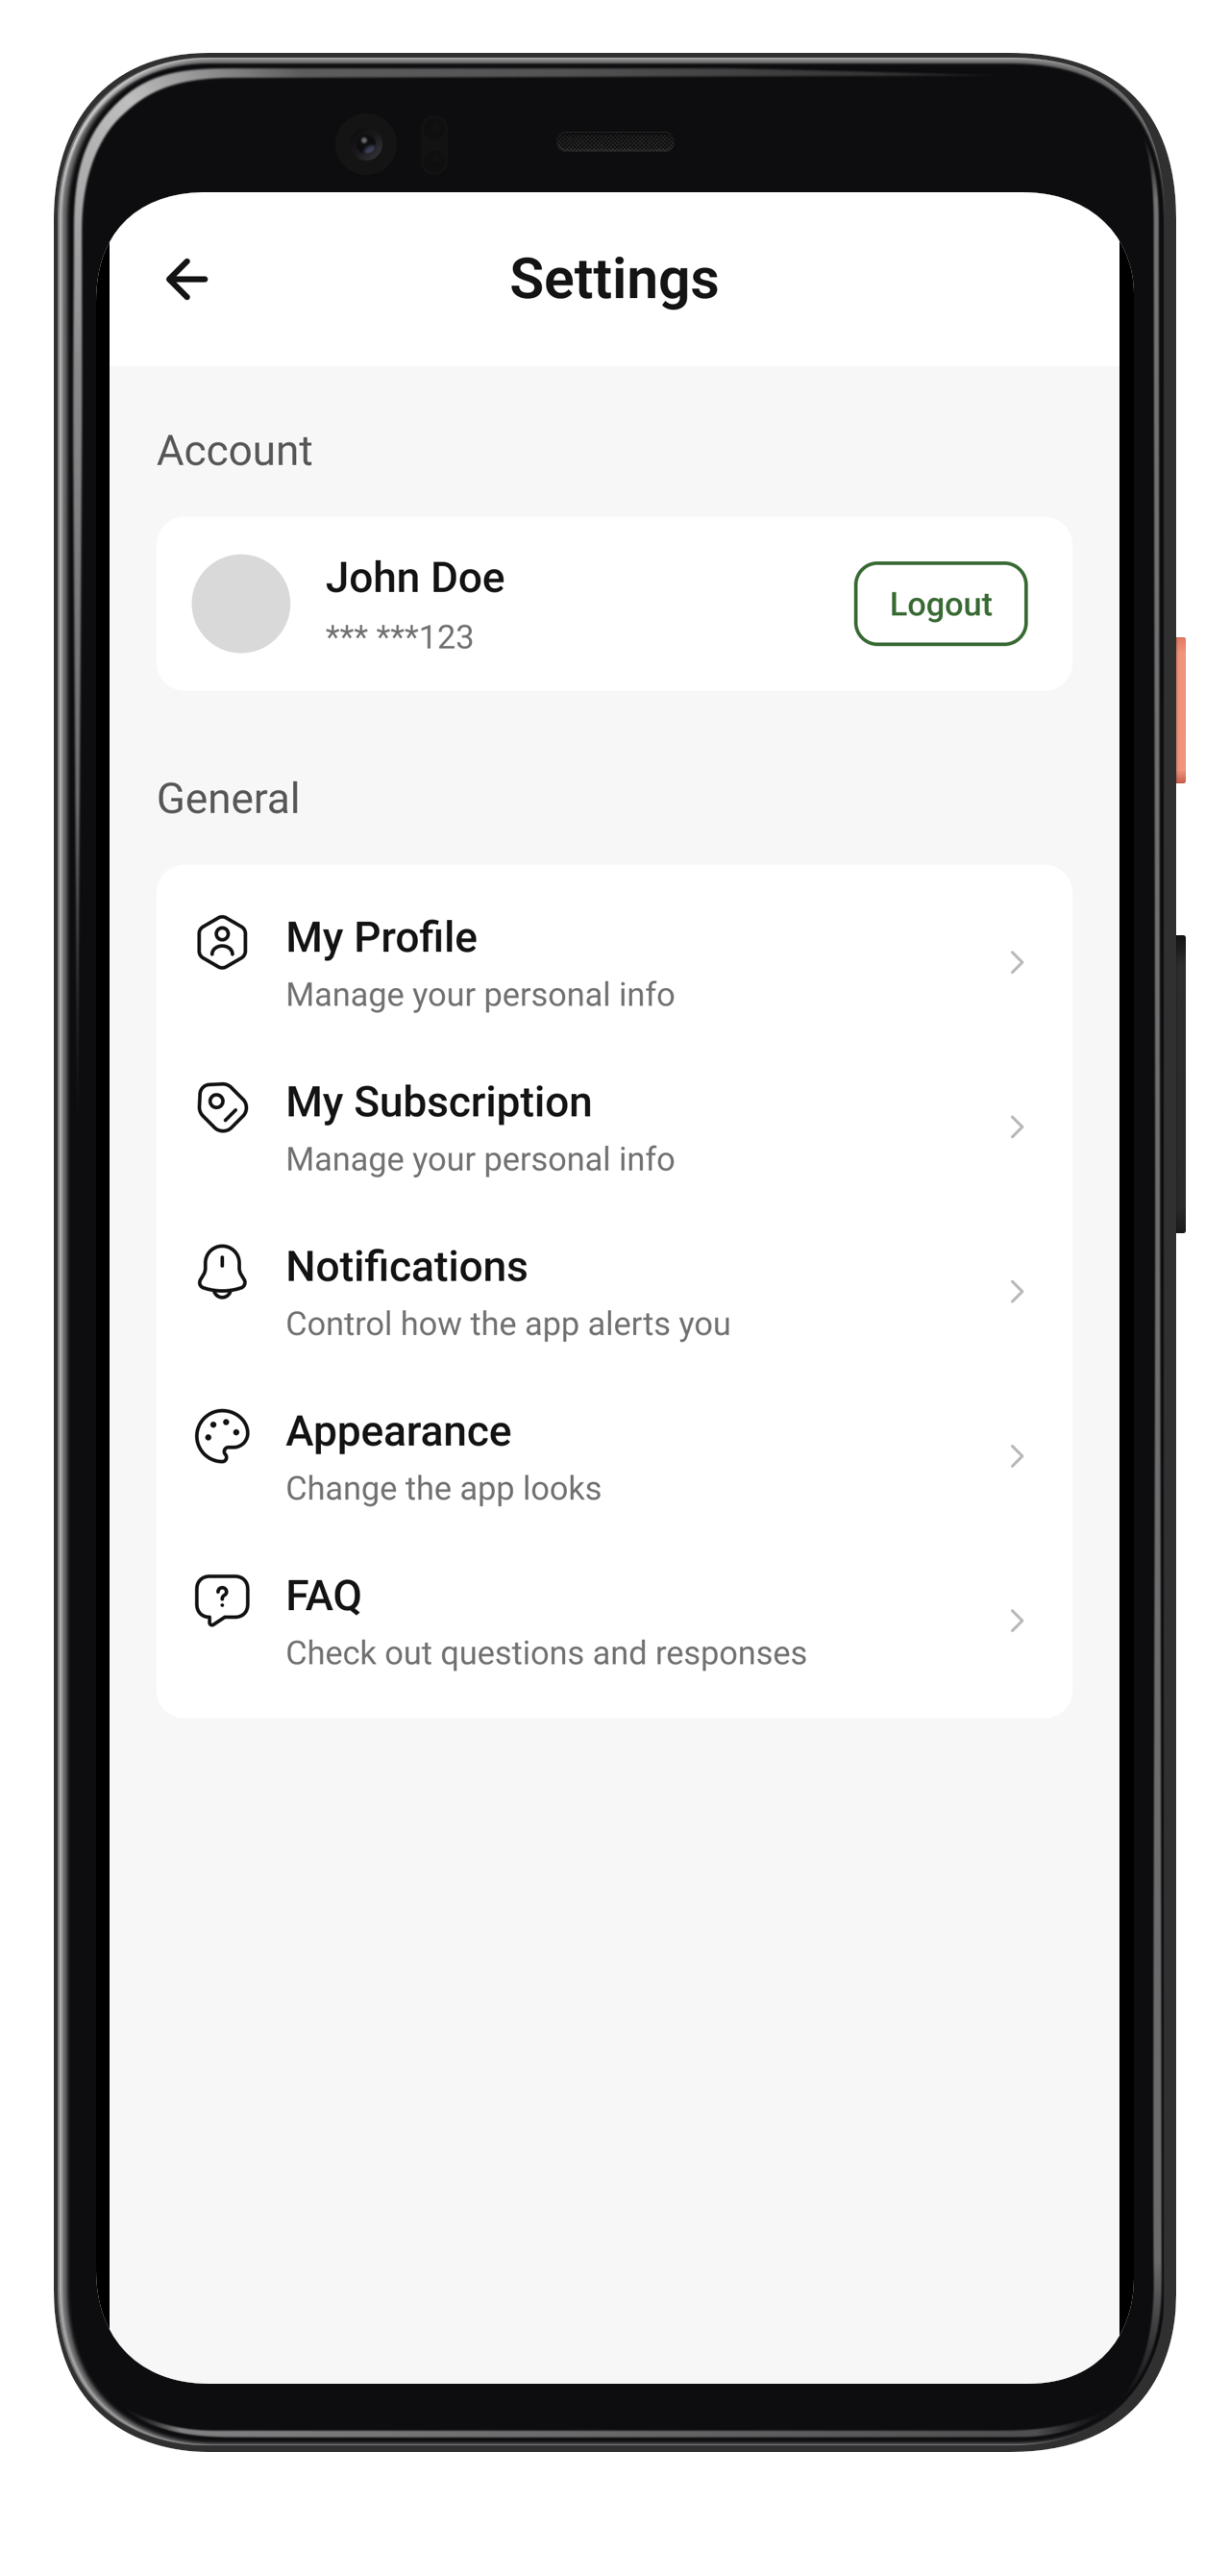 Settings
Account
John Doe
*** ***123
Logout
General
My Profile
Manage your personal info
My Subscription
Manage your personal info
Notifications
Control how the app alerts you
Appearance
Change the app looks
FAQ
Check out questions and responses